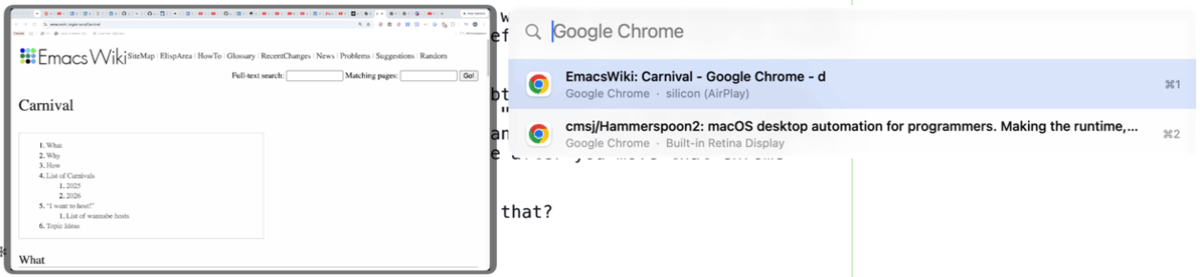 EmacsWiki
SiteMap ElispArea HowTo Glossary RecentChanges News Problems Suggestions Random
Full-text search: Matching pages: Go!
Carnival
1. What
2. Why
3. How
4. List of Carnivals
1. 2025
2. 2026
5. "I want to host!"
1. List of wannabe hosts
6. Topic Ideas
What
Google Chrome
EmacsWiki: Carnival - Google Chrome - d
Google Chrome · silicon (AirPlay)
⌘1
cmsj/Hammerspoon2: macOS desktop automation for programmers. Making the runtime,...
Google Chrome · Built-in Retina Display
⌘2
that?